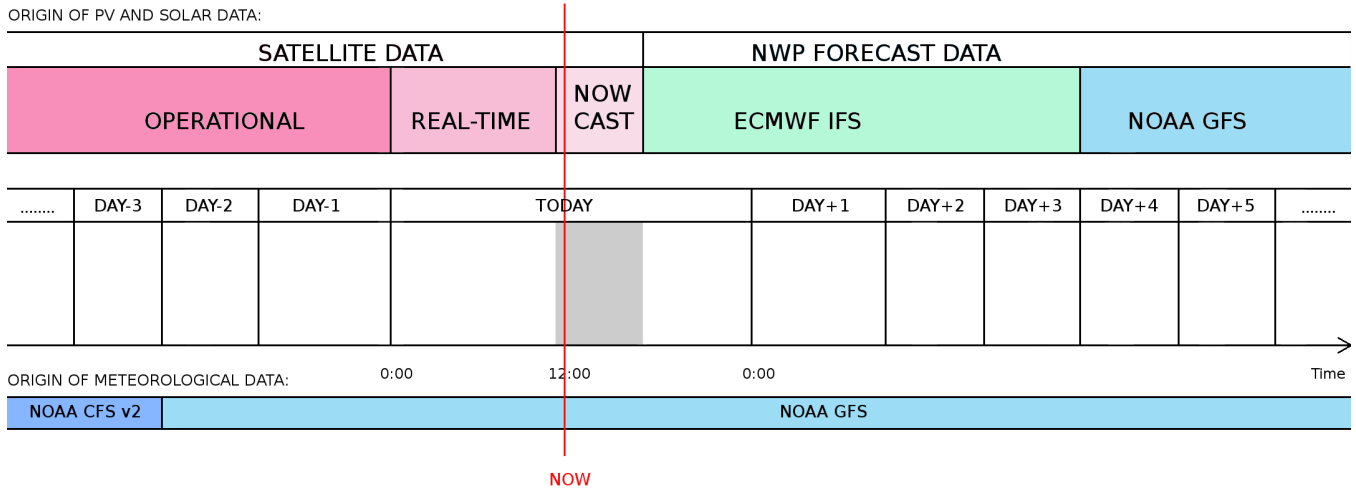 ORIGIN OF PV AND SOLAR DATA:
SATELLITE DATA NWP FORECAST DATA
OPERATIONAL REAL-TIME NOW CAST ECMWF IFS NOAA GFS
........ DAY-3 DAY-2 DAY-1 TODAY DAY+1 DAY+2 DAY+3 DAY+4 DAY+5 ........
0:00 12:00 0:00 Time
ORIGIN OF METEOROLOGICAL DATA:
NOAA CFS v2 NOAA GFS
NOW